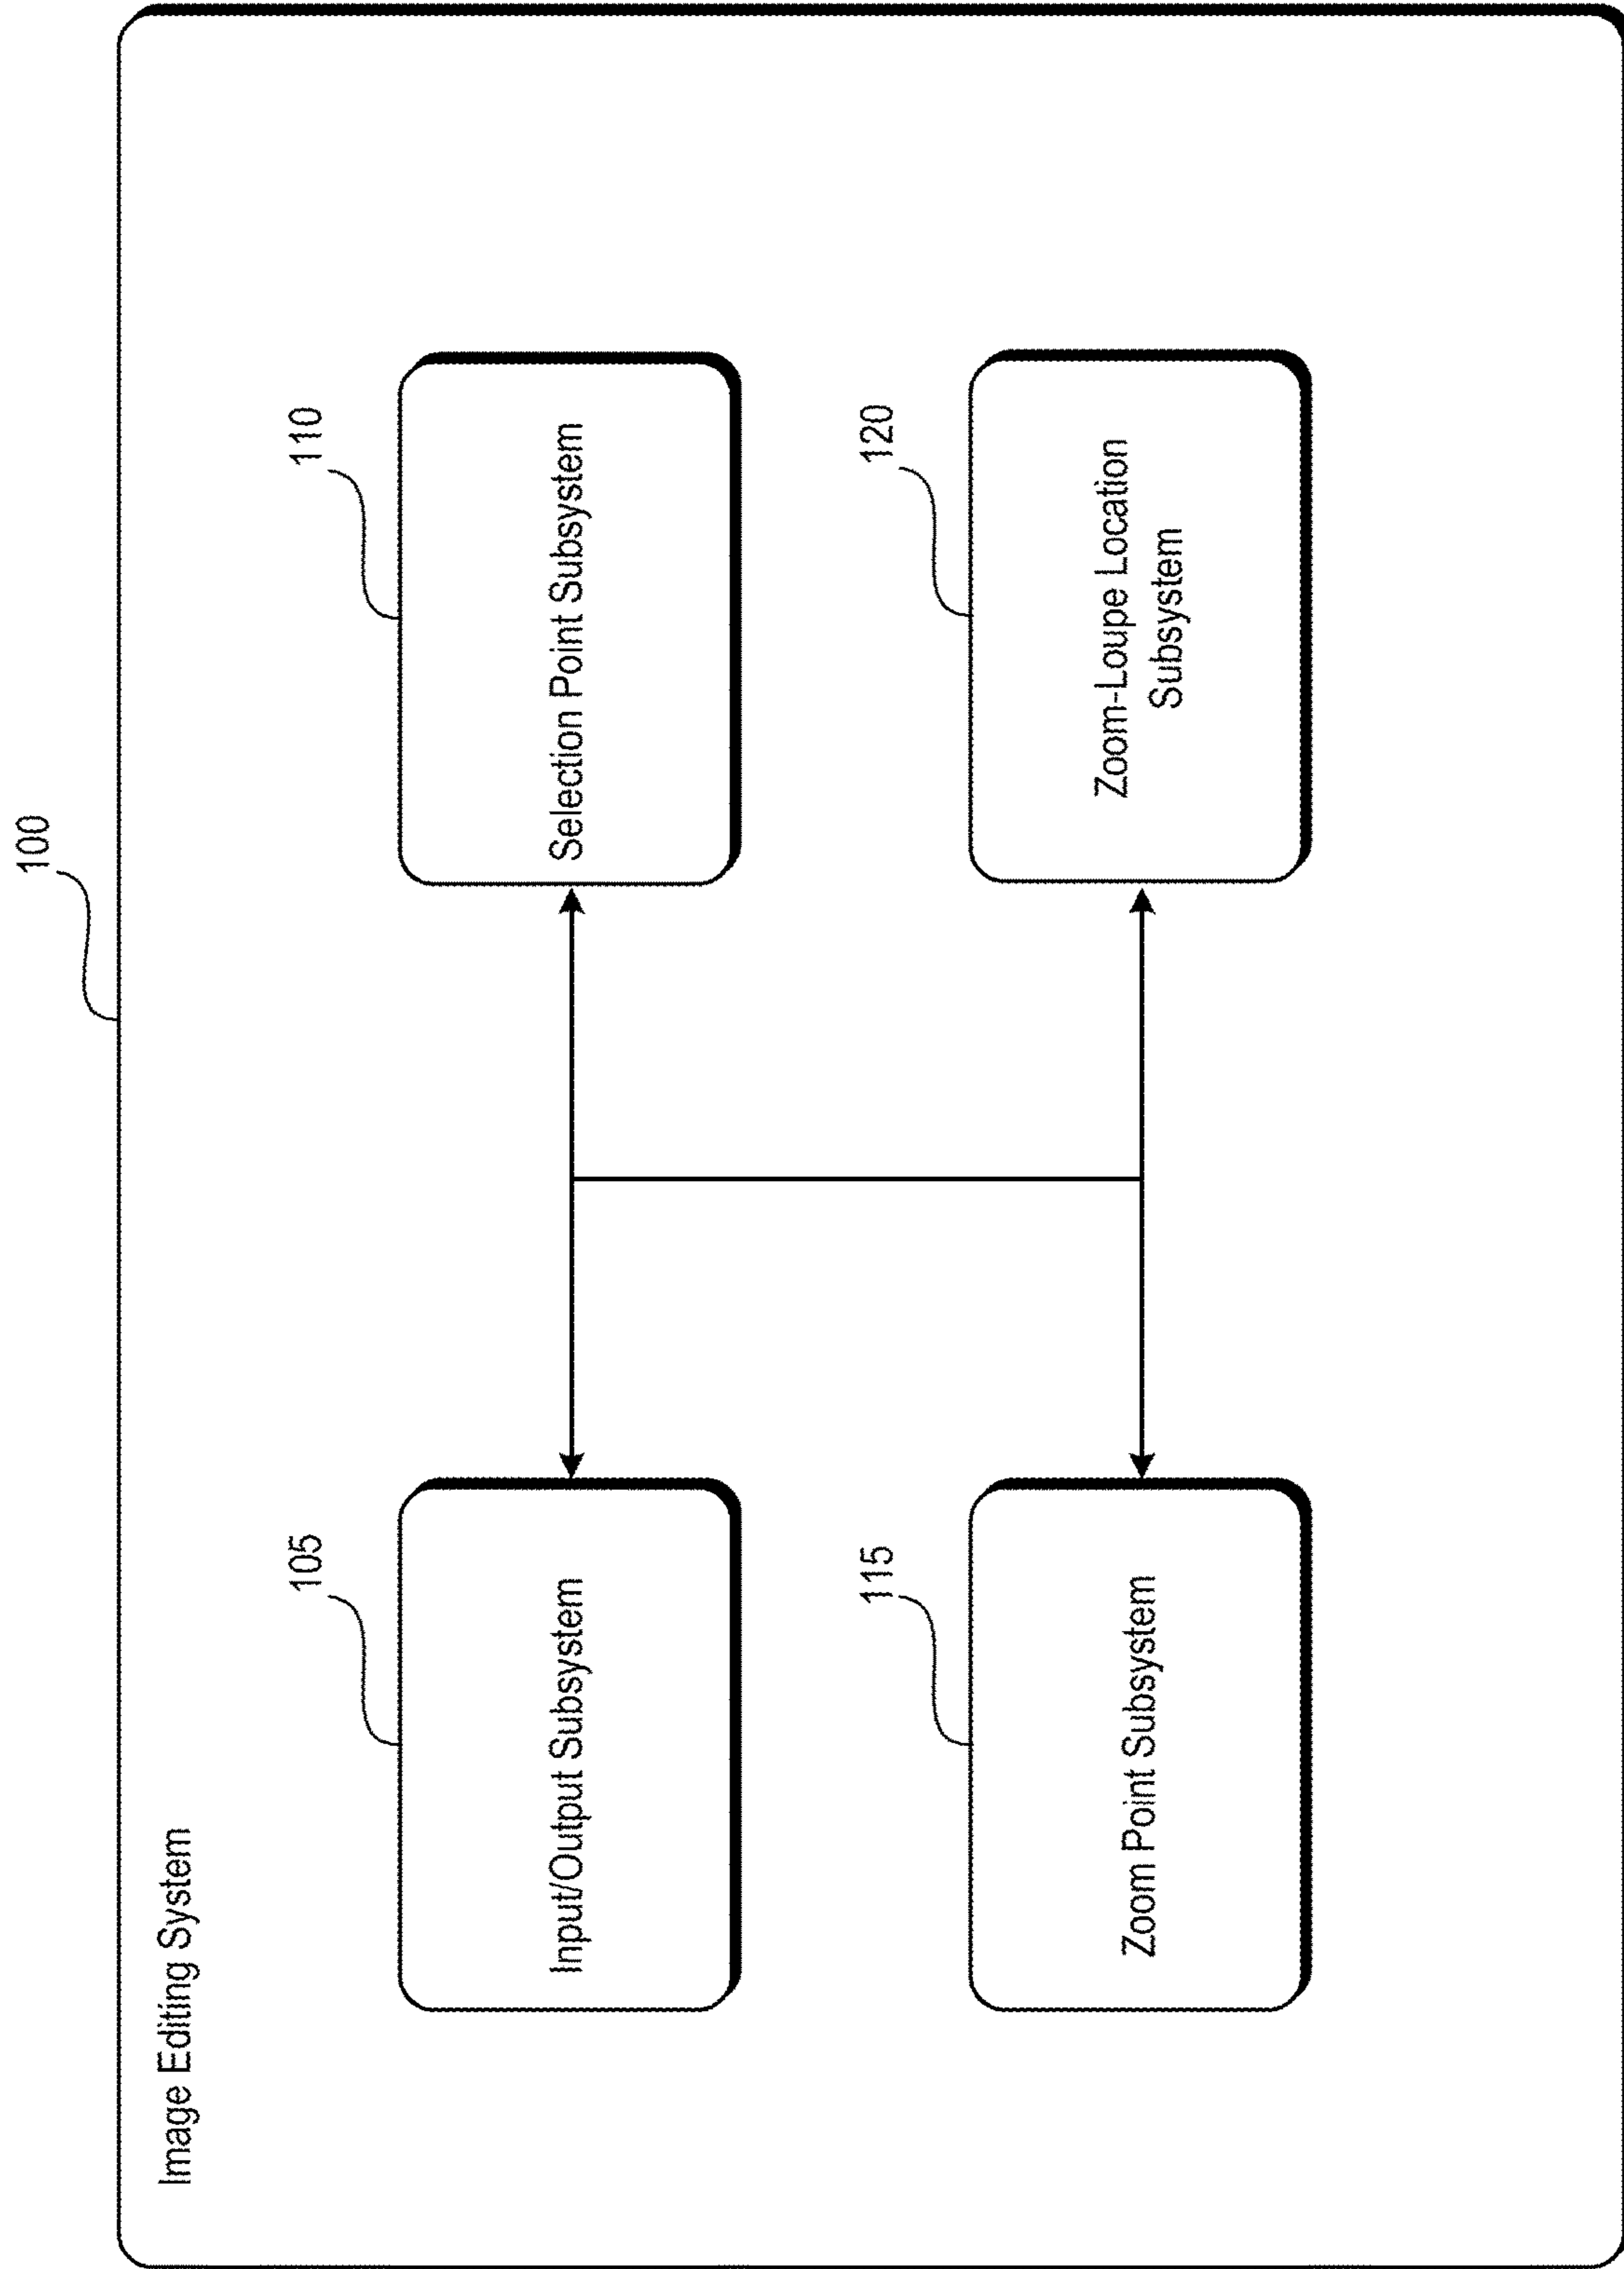 100
Image Editing System
105
Input/Output Subsystem
110
Selection Point Subsystem
115
Zoom Point Subsystem
120
Zoom-Loupe Location
Subsystem